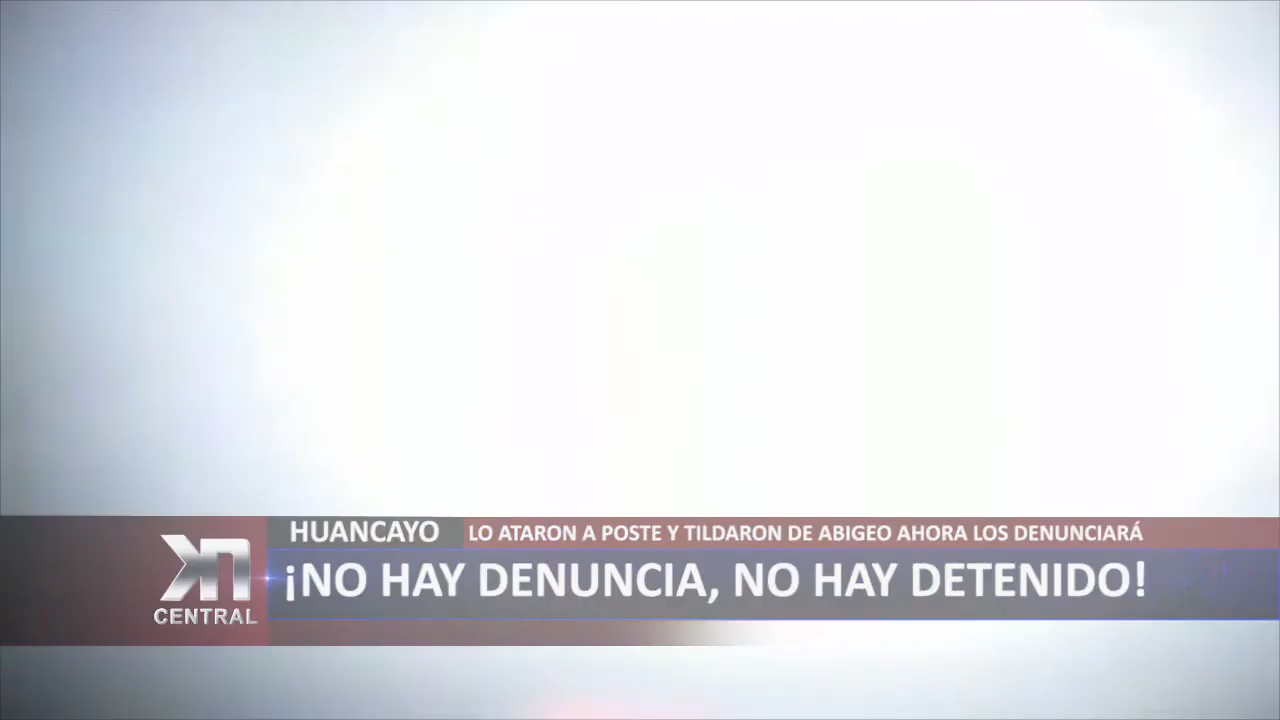 HUANCAYO
LO ATARON A POSTE Y TILDARON DE ABIGEO AHORA LOS DENUNCIARÁ
¡NO HAY DENUNCIA, NO HAY DETENIDO!
CENTRAL